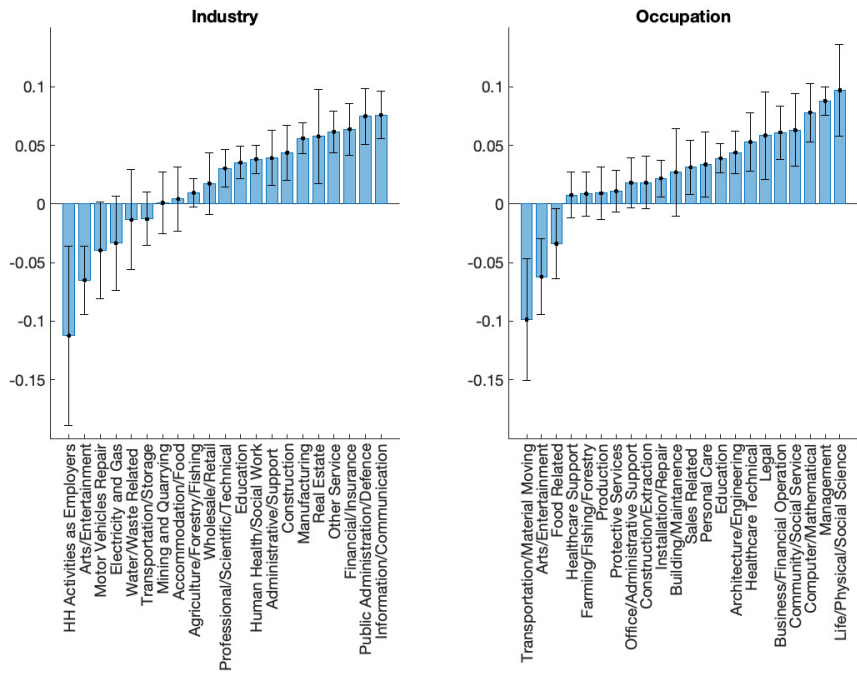 Industry
0.1
0.05
0
-0.05
-0.1
-0.15
HH Activities as Employers
Arts/Entertainment
Motor Vehicles Repair
Electricity and Gas
Water/Waste Related
Transportation/Storage
Mining and Quarrying
Accommodation/Food
Agriculture/Forestry/Fishing
Wholesale/Retail
Professional/Scientific/Technical
Education
Human Health/Social Work
Administrative/Support
Construction
Manufacturing
Real Estate
Other Service
Financial/Insurance
Public Administration/Defence
Information/Communication
Occupation
0.1
0.05
0
-0.05
-0.1
-0.15
Transportation/Material Moving
Arts/Entertainment
Food Related
Healthcare Support
Farming/Fishing/Forestry
Production
Protective Services
Office/Administrative Support
Construction/Extraction
Installation/Repair
Building/Maintanence
Sales Related
Personal Care
Education
Architecture/Engineering
Healthcare Technical
Legal
Business/Financial Operation
Community/Social Service
Computer/Mathematical
Management
Life/Physical/Social Science